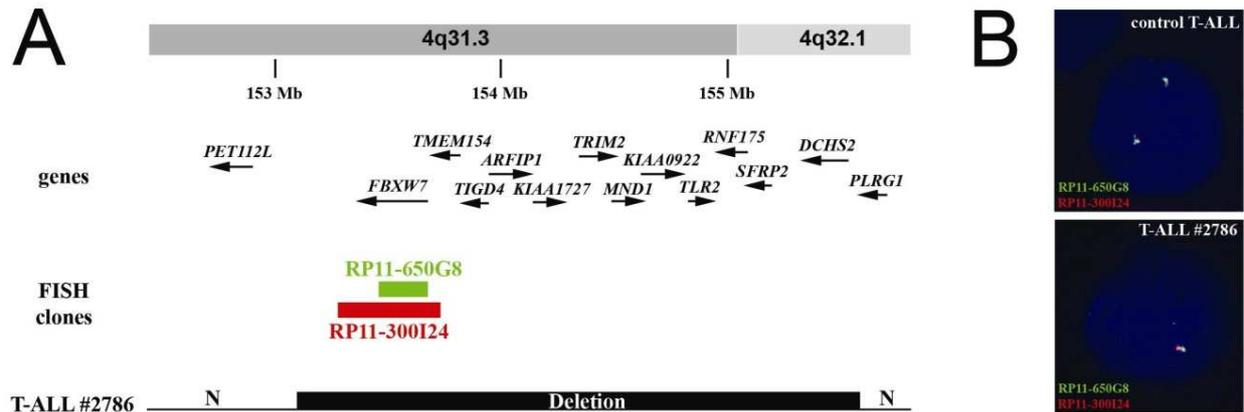 A
4q31.3 4q32.1
153 Mb 154 Mb 155 Mb
genes
PET112L TMEM154 TRIM2 RNF175 DCHS2
ARFIP1 KIAA0922
FBXW7 TIGD4 KIAA1727 MND1 TLR2 SFRP2 PLRG1
FISH
clones
RP11-650G8
RP11-300I24
T-ALL #2786 N Deletion N
B
control T-ALL
RP11-650G8
RP11-300I24
T-ALL #2786
RP11-650G8
RP11-300I24